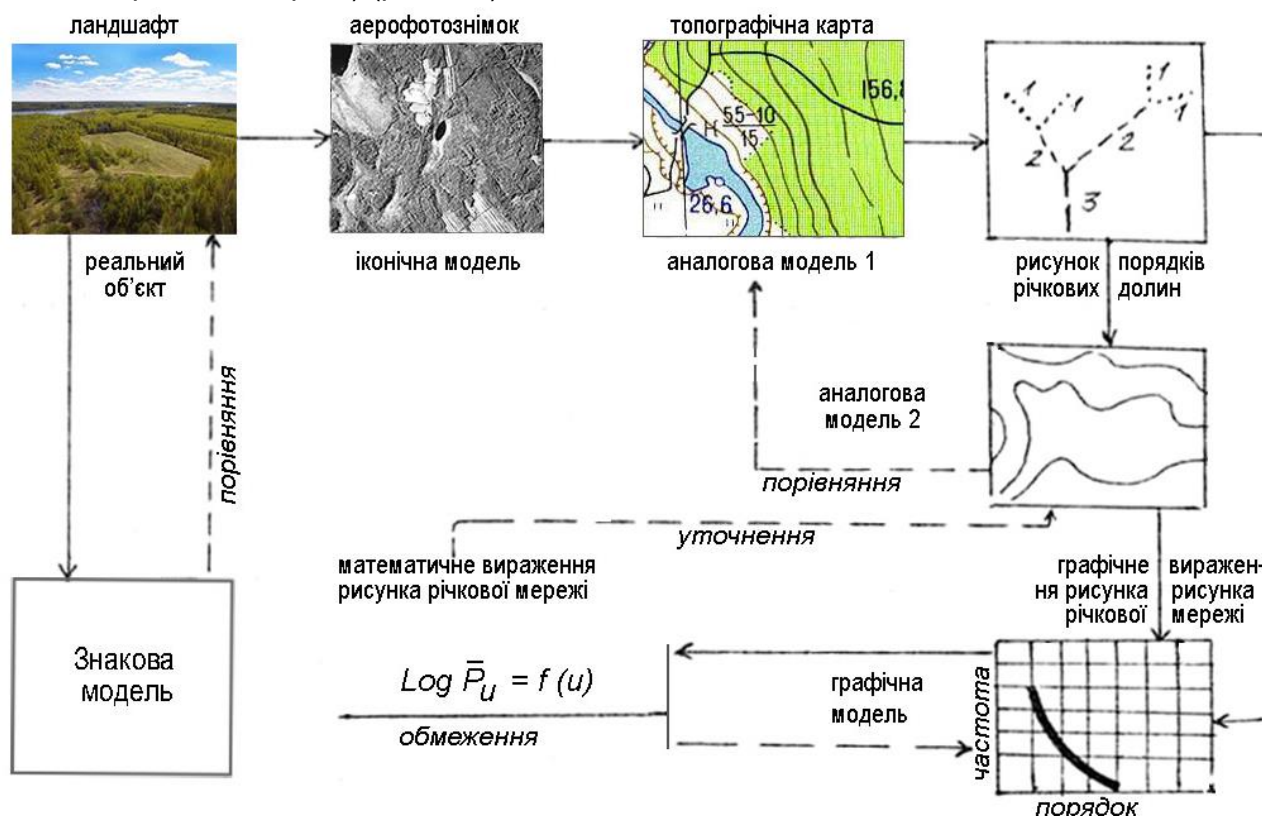 ландшафт
аерофотознімок
топографічна карта
156,8
55-10
Н
15
26,6
1
1
1
1
2
2
3
реальний
об’єкт
іконічна модель
аналогова модель 1
рисунок порядків
річкових долин
порівняння
аналогова
модель 2
порівняння
уточнення
математичне вираження
рисунка річкової мережі
графічне виражен-
ня рисунка рисунка
річкової мережі
Знакова
модель
Log P̅u = f (u)
обмеження
графічна
модель
частота
порядок